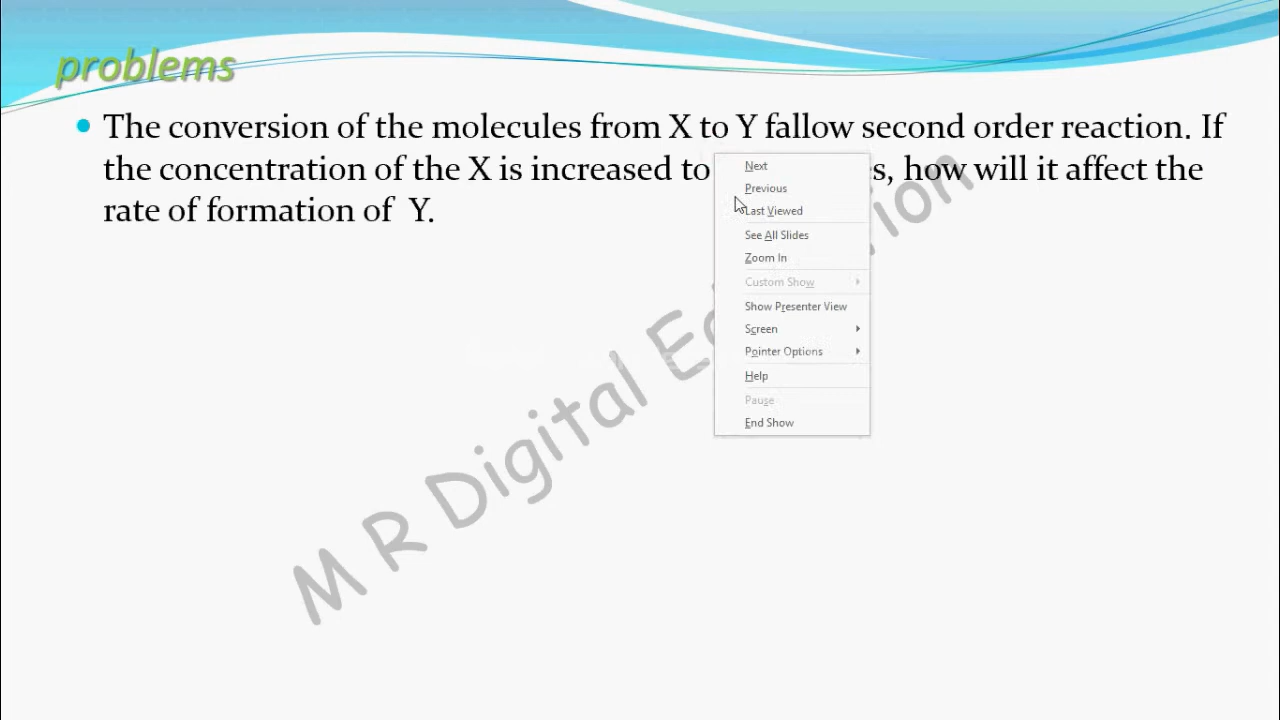 problems
The conversion of the molecules from X to Y fallow second order reaction. If
the concentration of the X is increased to s, how will it affect the
rate of formation of Y.
Next
Previous
Last Viewed
See All Slides
Zoom In
Custom Show
Show Presenter View
Screen
Pointer Options
Help
Pause
End Show
M R Digital Ed ion